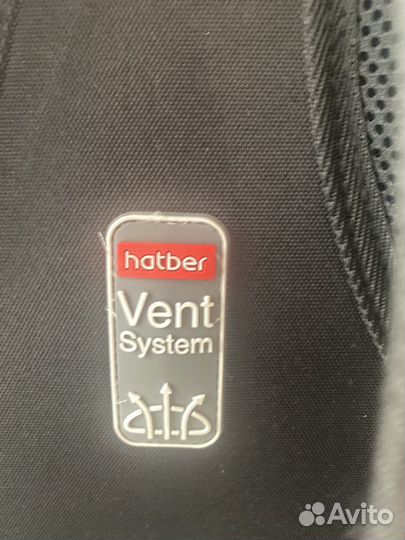 hatber
Vent
System
Avito